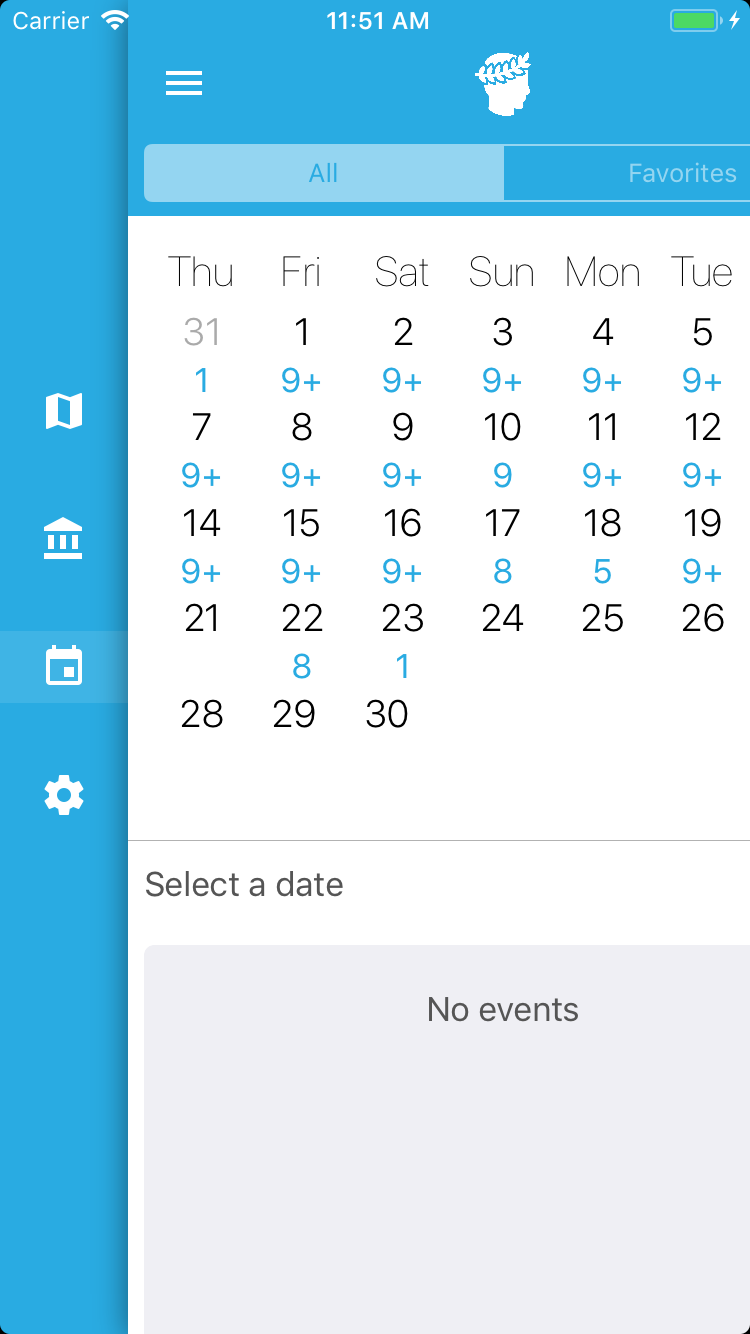 Carrier 11:51 AM
All Favorites
Thu Fri Sat Sun Mon Tue
31 1 2 3 4 5
1 9+ 9+ 9+ 9+ 9+
7 8 9 10 11 12
9+ 9+ 9+ 9 9+ 9+
14 15 16 17 18 19
9+ 9+ 9+ 8 5 9+
21 22 23 24 25 26
8 1
28 29 30
Select a date
No events